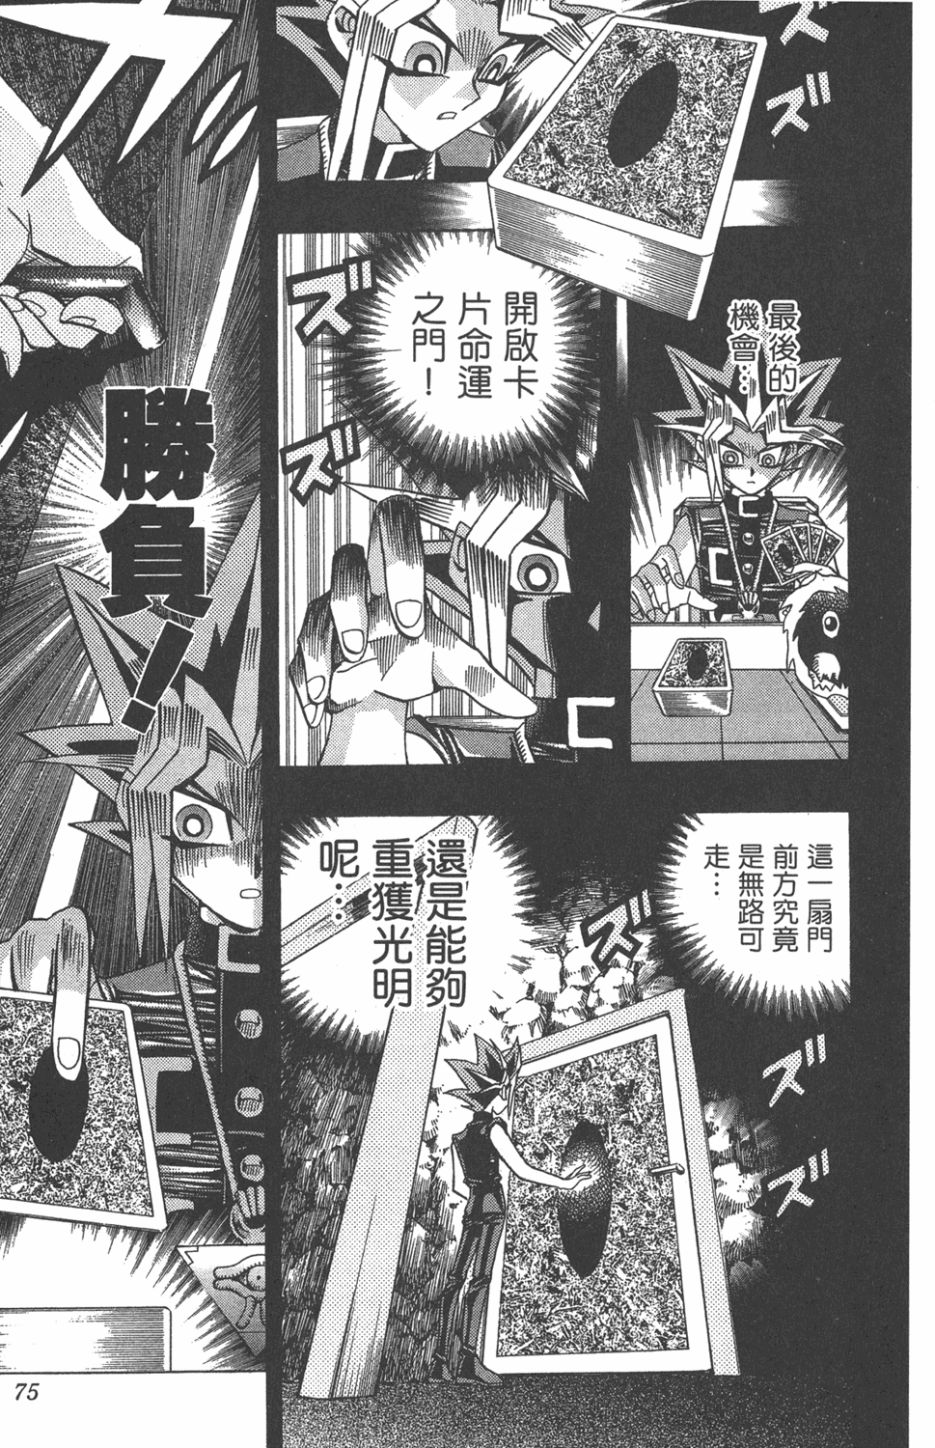 ズ
ズ
最後的
機會…
開啟卡
片命運
之門！
ズ
ズ
這一扇門
前方究竟
是無路可
走…
還是能夠
重獲光明
呢…
ズ
ズ
ズ
勝負！
75